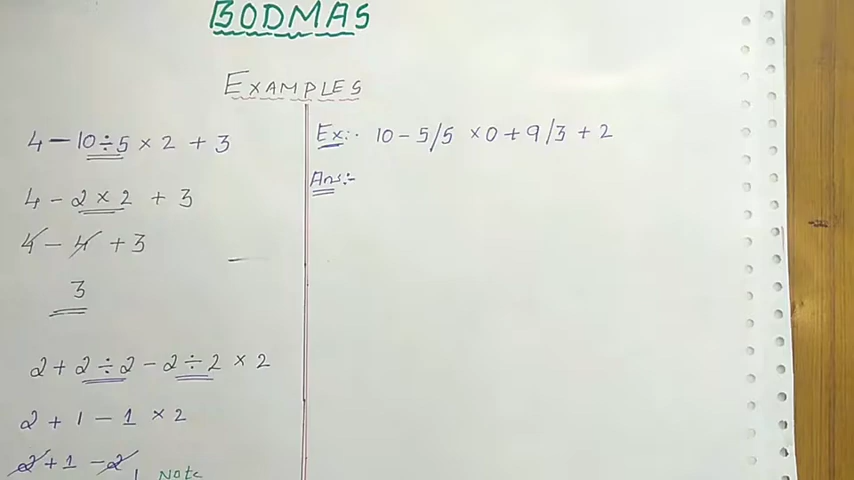 BODMAS
EXAMPLES
4 - 10 ÷ 5 × 2 + 3
4 - 2 × 2 + 3
4 - 4 + 3
3
2 + 2 ÷ 2 - 2 ÷ 2 × 2
2 + 1 - 1 × 2
2 + 1 - 2
Note
Ex:- 10 - 5/5 × 0 + 9/3 + 2
Ans:-